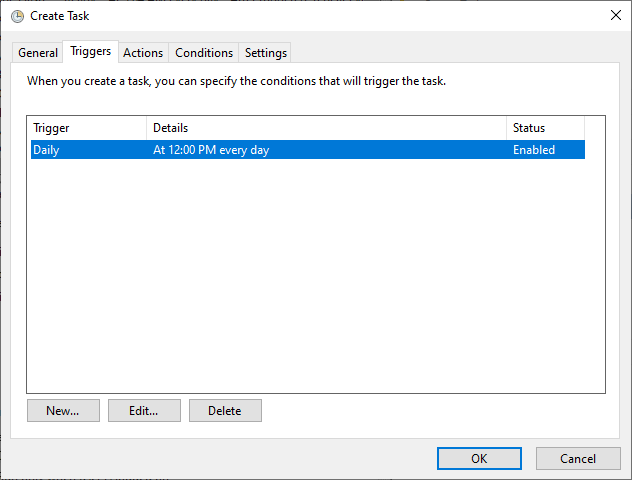 Create Task
General Triggers Actions Conditions Settings
When you create a task, you can specify the conditions that will trigger the task.
Trigger Details Status
Daily At 12:00 PM every day Enabled
New... Edit... Delete
OK Cancel